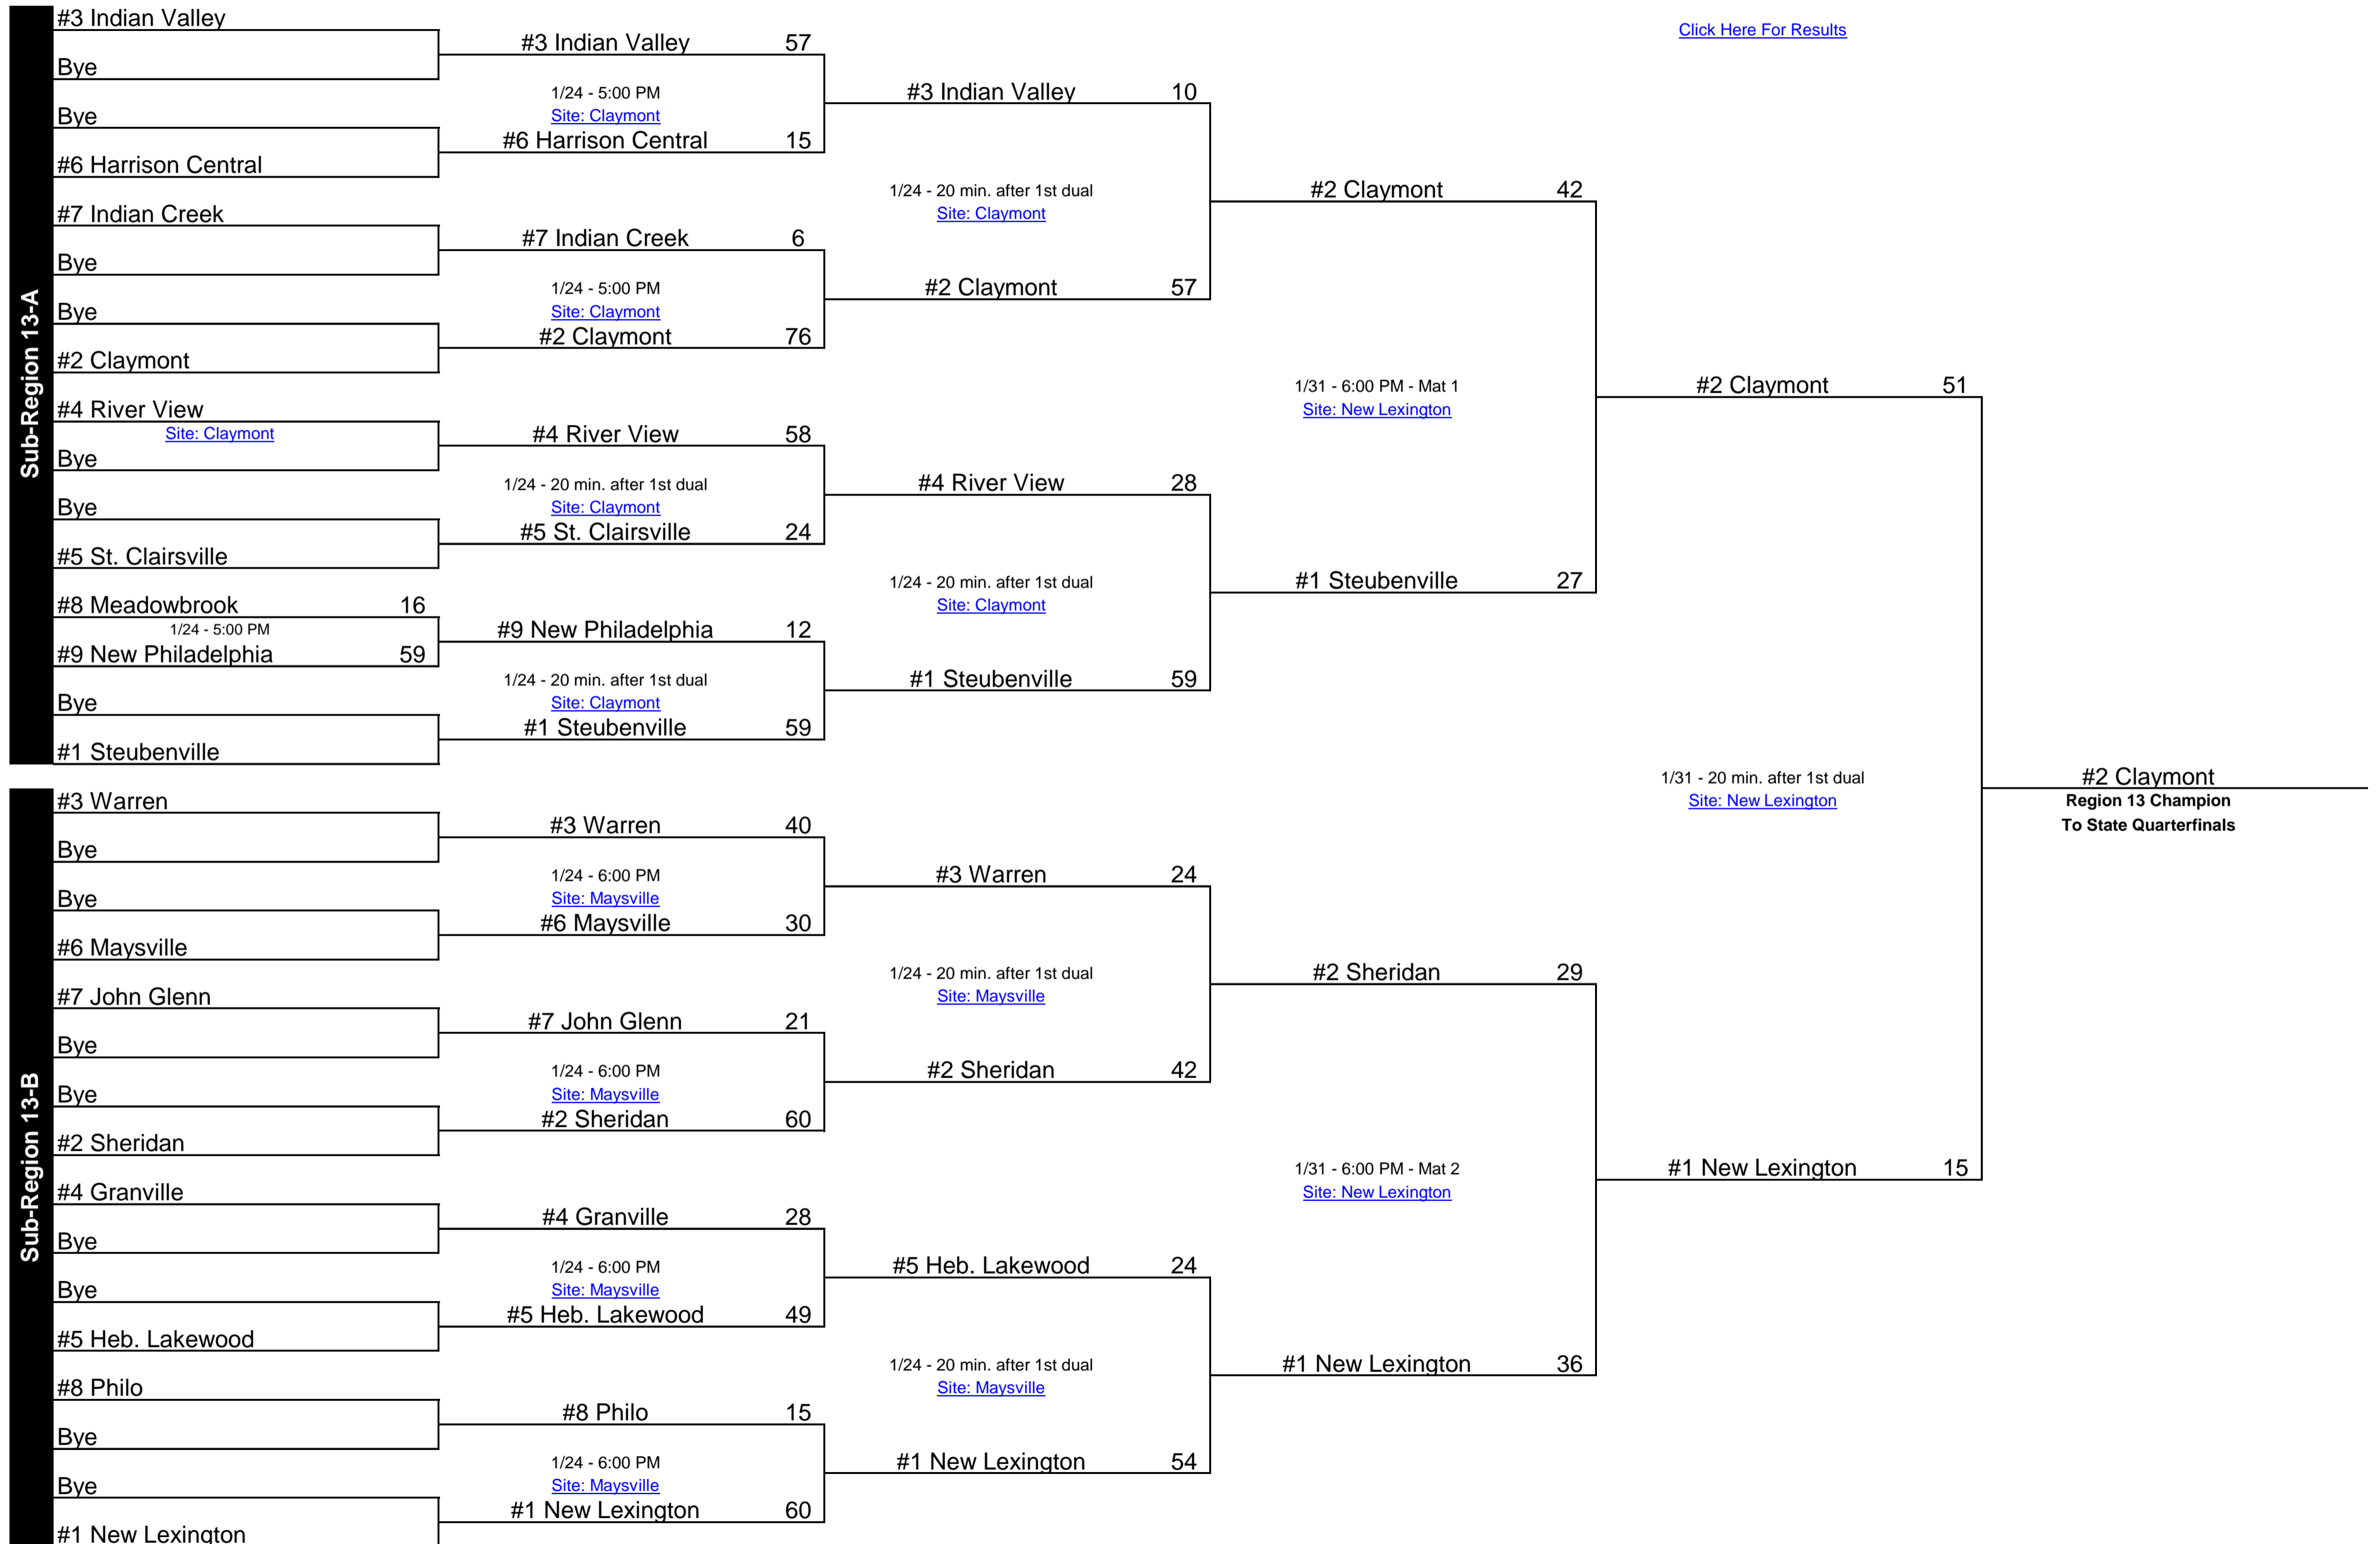 Click Here For Results
Sub-Region 13-A
#3 Indian Valley
Bye
Bye
#6 Harrison Central
#7 Indian Creek
Bye
Bye
#2 Claymont
#4 River View
Site: Claymont
Bye
Bye
#5 St. Clairsville
#8 Meadowbrook 16
1/24 - 5:00 PM
#9 New Philadelphia 59
Bye
#1 Steubenville
#3 Indian Valley 57
1/24 - 5:00 PM
Site: Claymont
#6 Harrison Central 15
#7 Indian Creek 6
1/24 - 5:00 PM
Site: Claymont
#2 Claymont 76
#4 River View 58
1/24 - 20 min. after 1st dual
Site: Claymont
#5 St. Clairsville 24
#9 New Philadelphia 12
1/24 - 20 min. after 1st dual
Site: Claymont
#1 Steubenville 59
#3 Indian Valley 10
1/24 - 20 min. after 1st dual
Site: Claymont
#2 Claymont 57
#4 River View 28
1/24 - 20 min. after 1st dual
Site: Claymont
#1 Steubenville 59
#2 Claymont 42
1/31 - 6:00 PM - Mat 1
Site: New Lexington
#1 Steubenville 27
Sub-Region 13-B
#3 Warren
Bye
Bye
#6 Maysville
#7 John Glenn
Bye
Bye
#2 Sheridan
#4 Granville
Bye
Bye
#5 Heb. Lakewood
#8 Philo
Bye
Bye
#1 New Lexington
#3 Warren 40
1/24 - 6:00 PM
Site: Maysville
#6 Maysville 30
#7 John Glenn 21
1/24 - 6:00 PM
Site: Maysville
#2 Sheridan 60
#4 Granville 28
1/24 - 6:00 PM
Site: Maysville
#5 Heb. Lakewood 49
#8 Philo 15
1/24 - 6:00 PM
Site: Maysville
#1 New Lexington 60
#3 Warren 24
1/24 - 20 min. after 1st dual
Site: Maysville
#2 Sheridan 42
#5 Heb. Lakewood 24
1/24 - 20 min. after 1st dual
Site: Maysville
#1 New Lexington 54
#2 Sheridan 29
1/31 - 6:00 PM - Mat 2
Site: New Lexington
#1 New Lexington 36
#2 Claymont 51
1/31 - 20 min. after 1st dual
Site: New Lexington
#1 New Lexington 15
#2 Claymont
Region 13 Champion
To State Quarterfinals